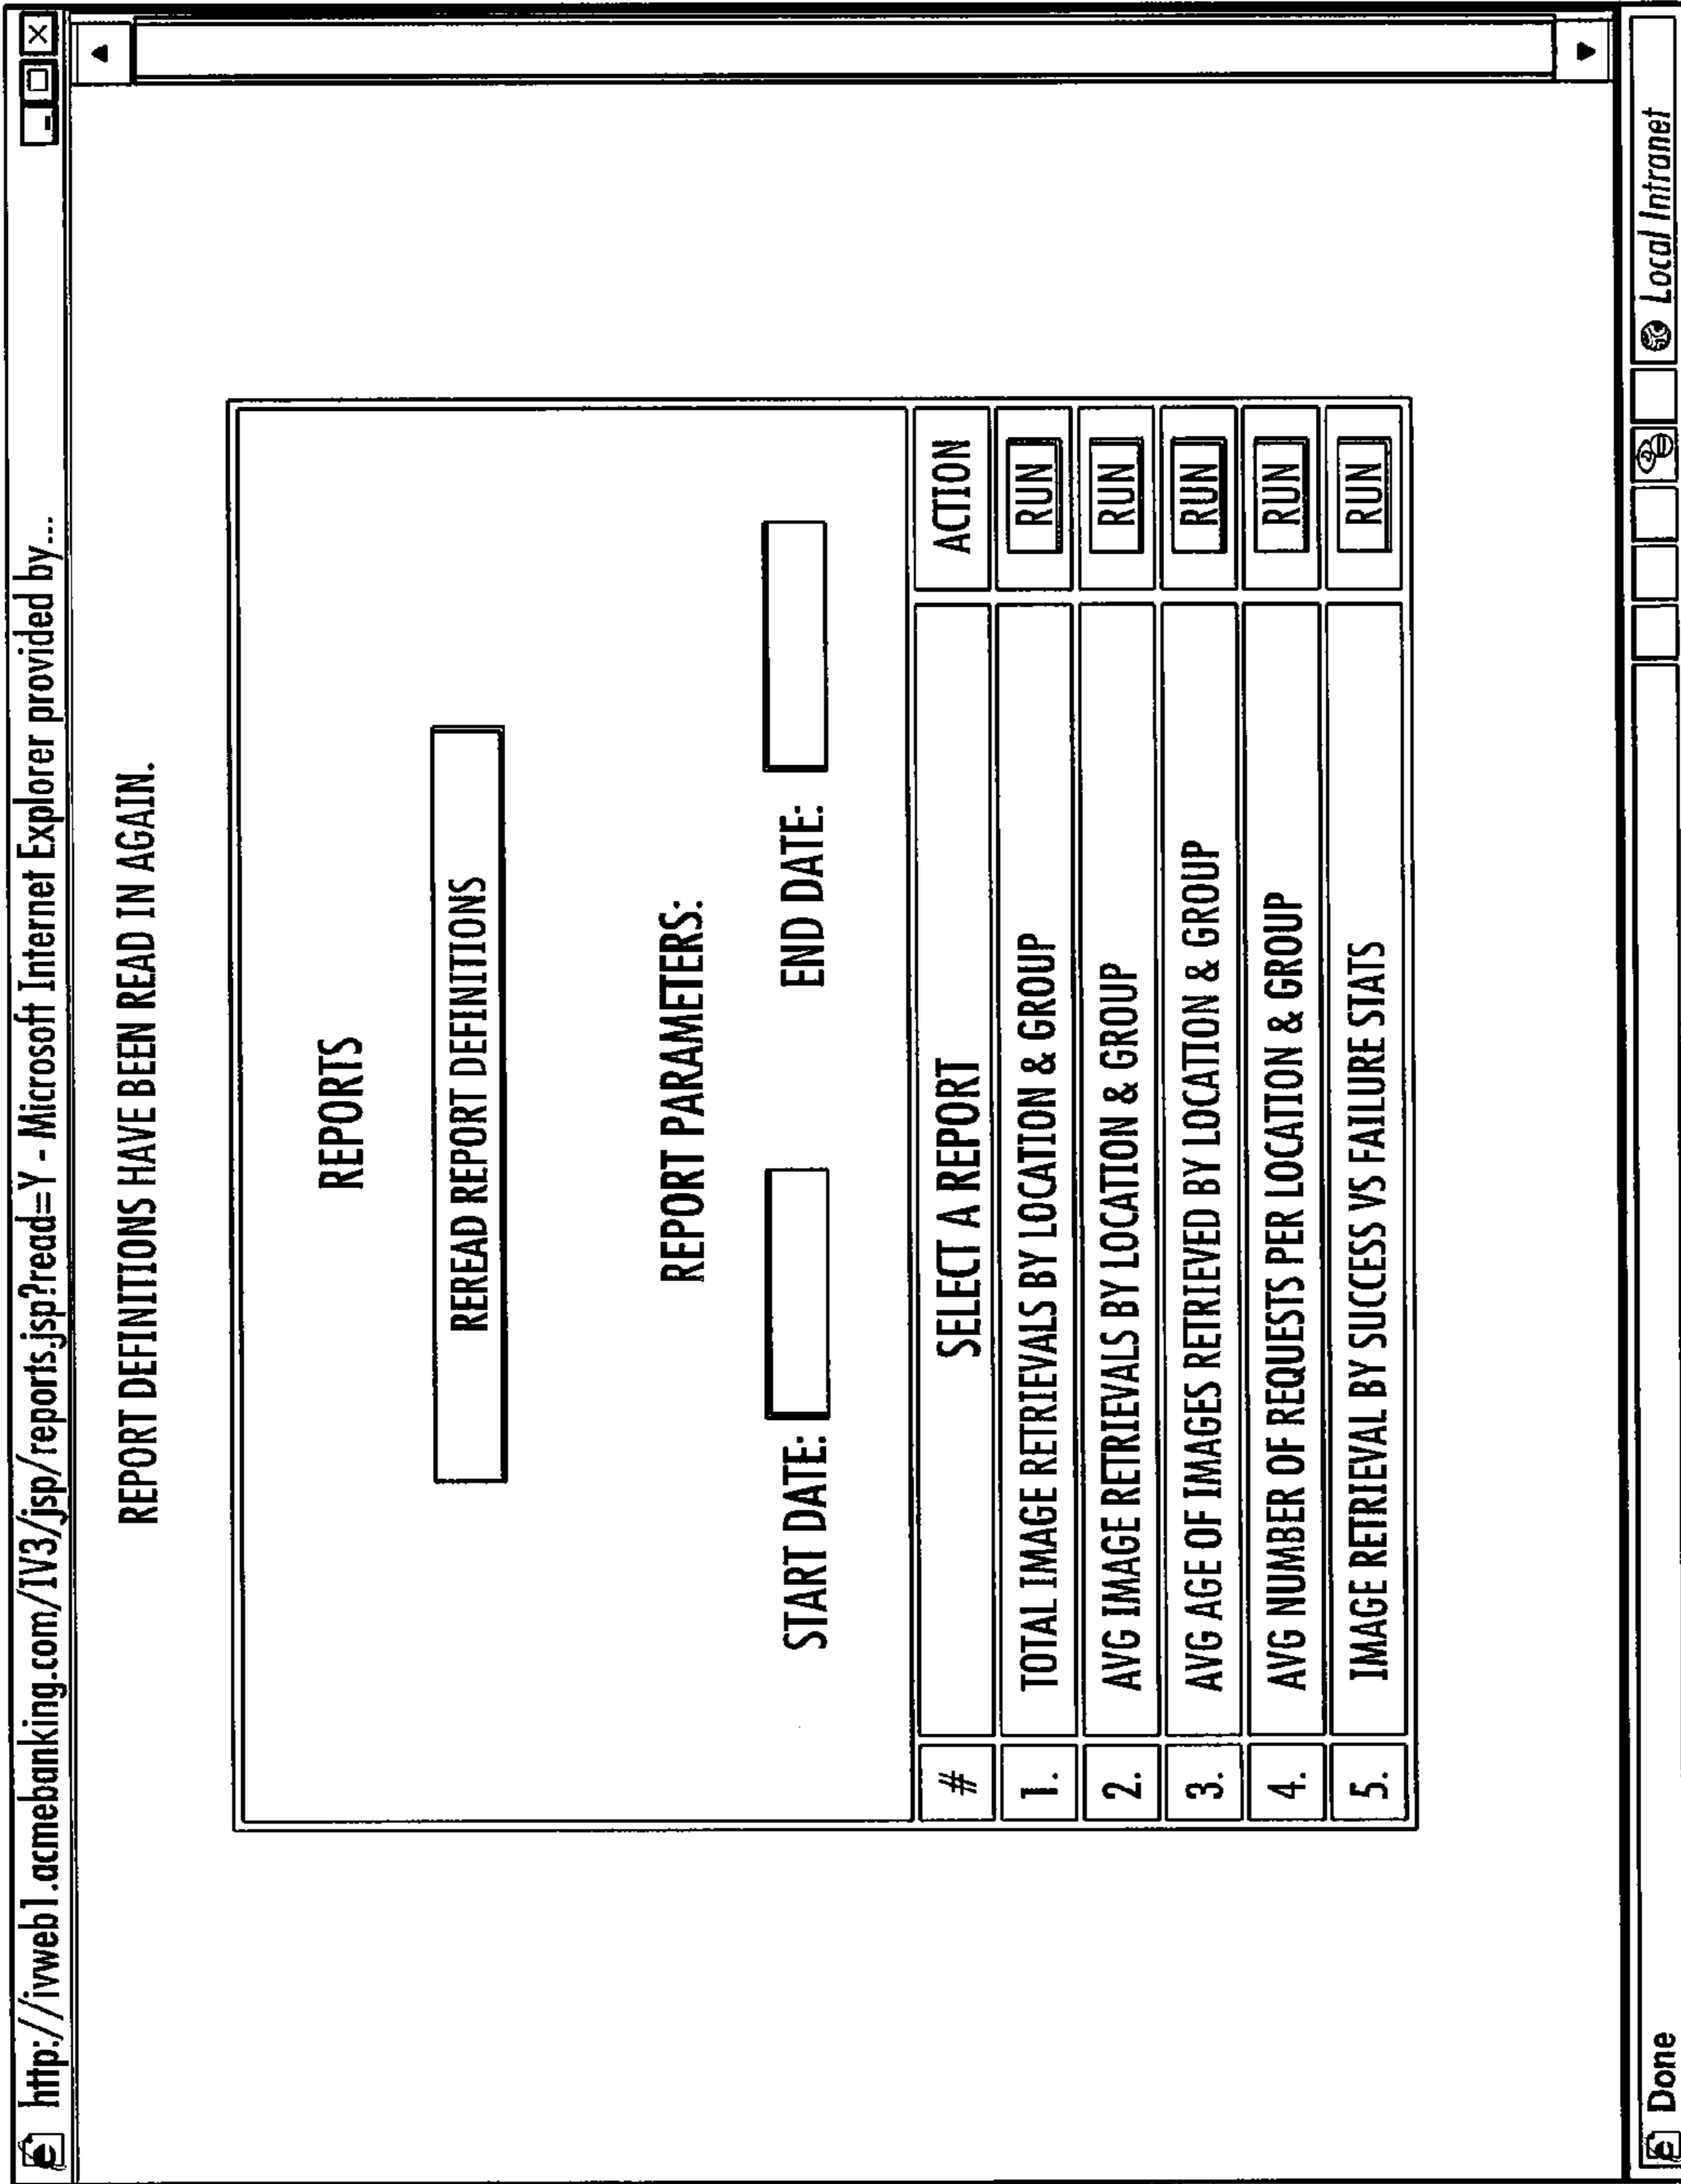 http://ivweb1.acmebanking.com/IV3/jsp/reports.jsp?read=Y - Microsoft Internet Explorer provided by...
REPORT DEFINITIONS HAVE BEEN READ IN AGAIN.
REPORTS
REREAD REPORT DEFINITIONS
REPORT PARAMETERS:
START DATE: END DATE:
# SELECT A REPORT ACTION
1. TOTAL IMAGE RETRIEVALS BY LOCATION & GROUP RUN
2. AVG IMAGE RETRIEVALS BY LOCATION & GROUP RUN
3. AVG AGE OF IMAGES RETRIEVED BY LOCATION & GROUP RUN
4. AVG NUMBER OF REQUESTS PER LOCATION & GROUP RUN
5. IMAGE RETRIEVAL BY SUCCESS VS FAILURE STATS RUN
Done Local Intranet